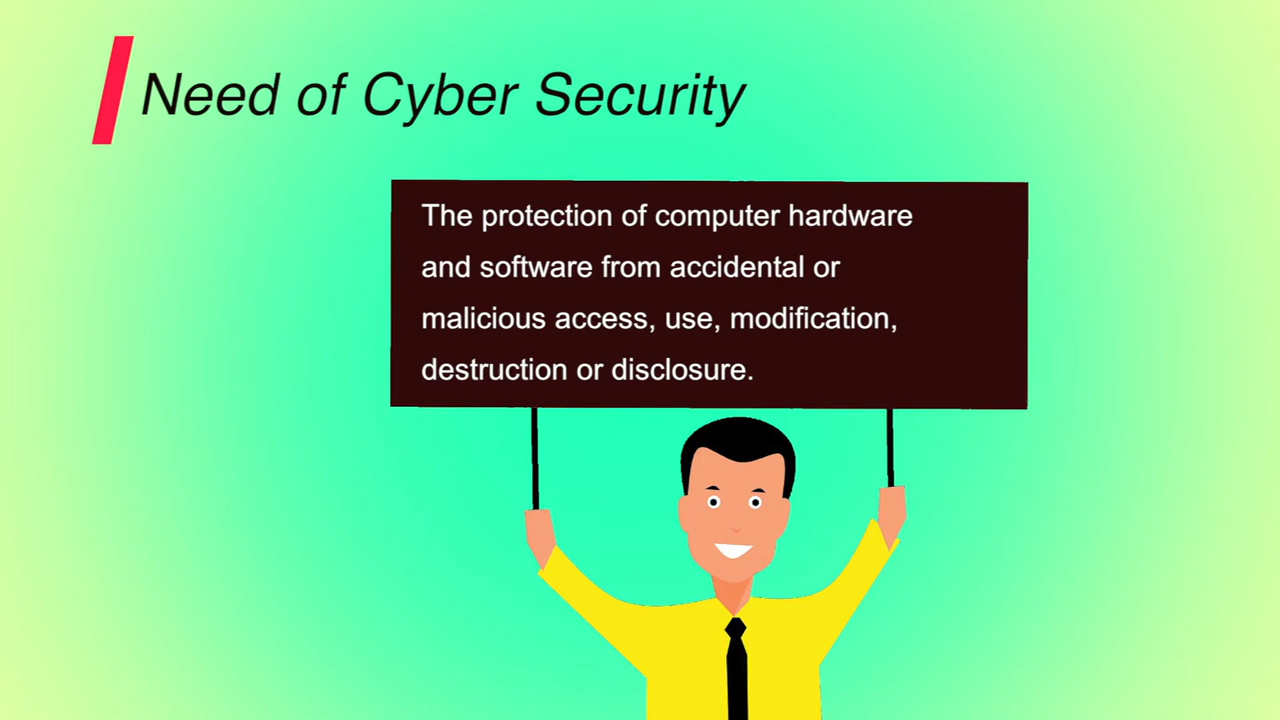 Need of Cyber Security
The protection of computer hardware
and software from accidental or
malicious access, use, modification,
destruction or disclosure.